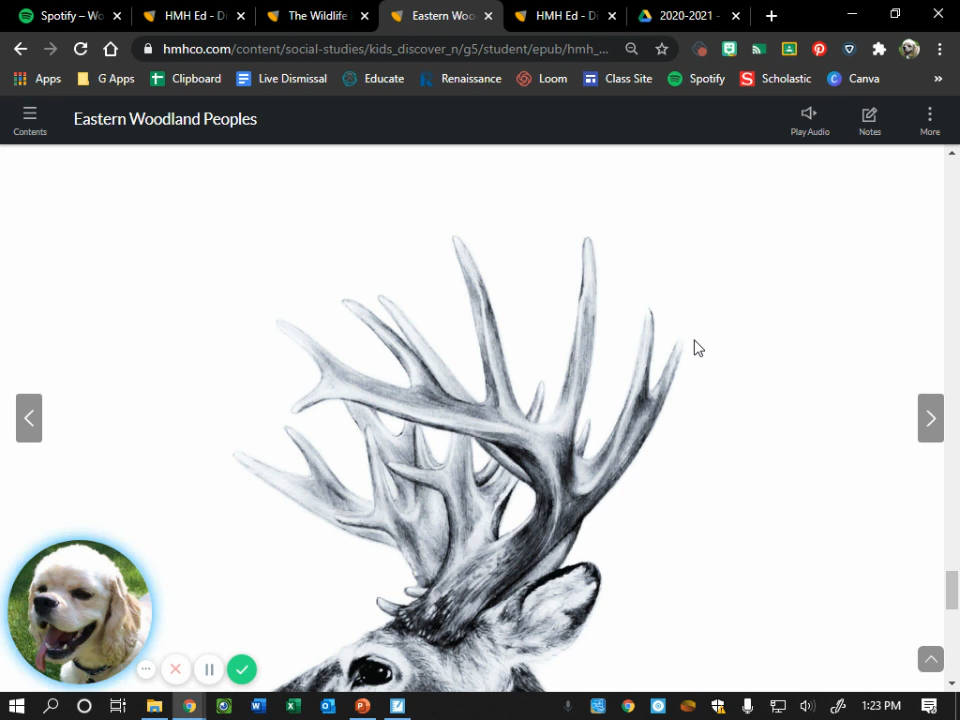 Spotify – Wo
HMH Ed - Di
The Wildlife
Eastern Woo
HMH Ed - Di
2020-2021 -
hmhco.com/content/social-studies/kids_discover_n/g5/student/epub/hmh_...
Apps
G Apps
Clipboard
Live Dismissal
Educate
Renaissance
Loom
Class Site
Spotify
Scholastic
Canva
»
Contents
Eastern Woodland Peoples
Play Audio
Notes
More
1:23 PM